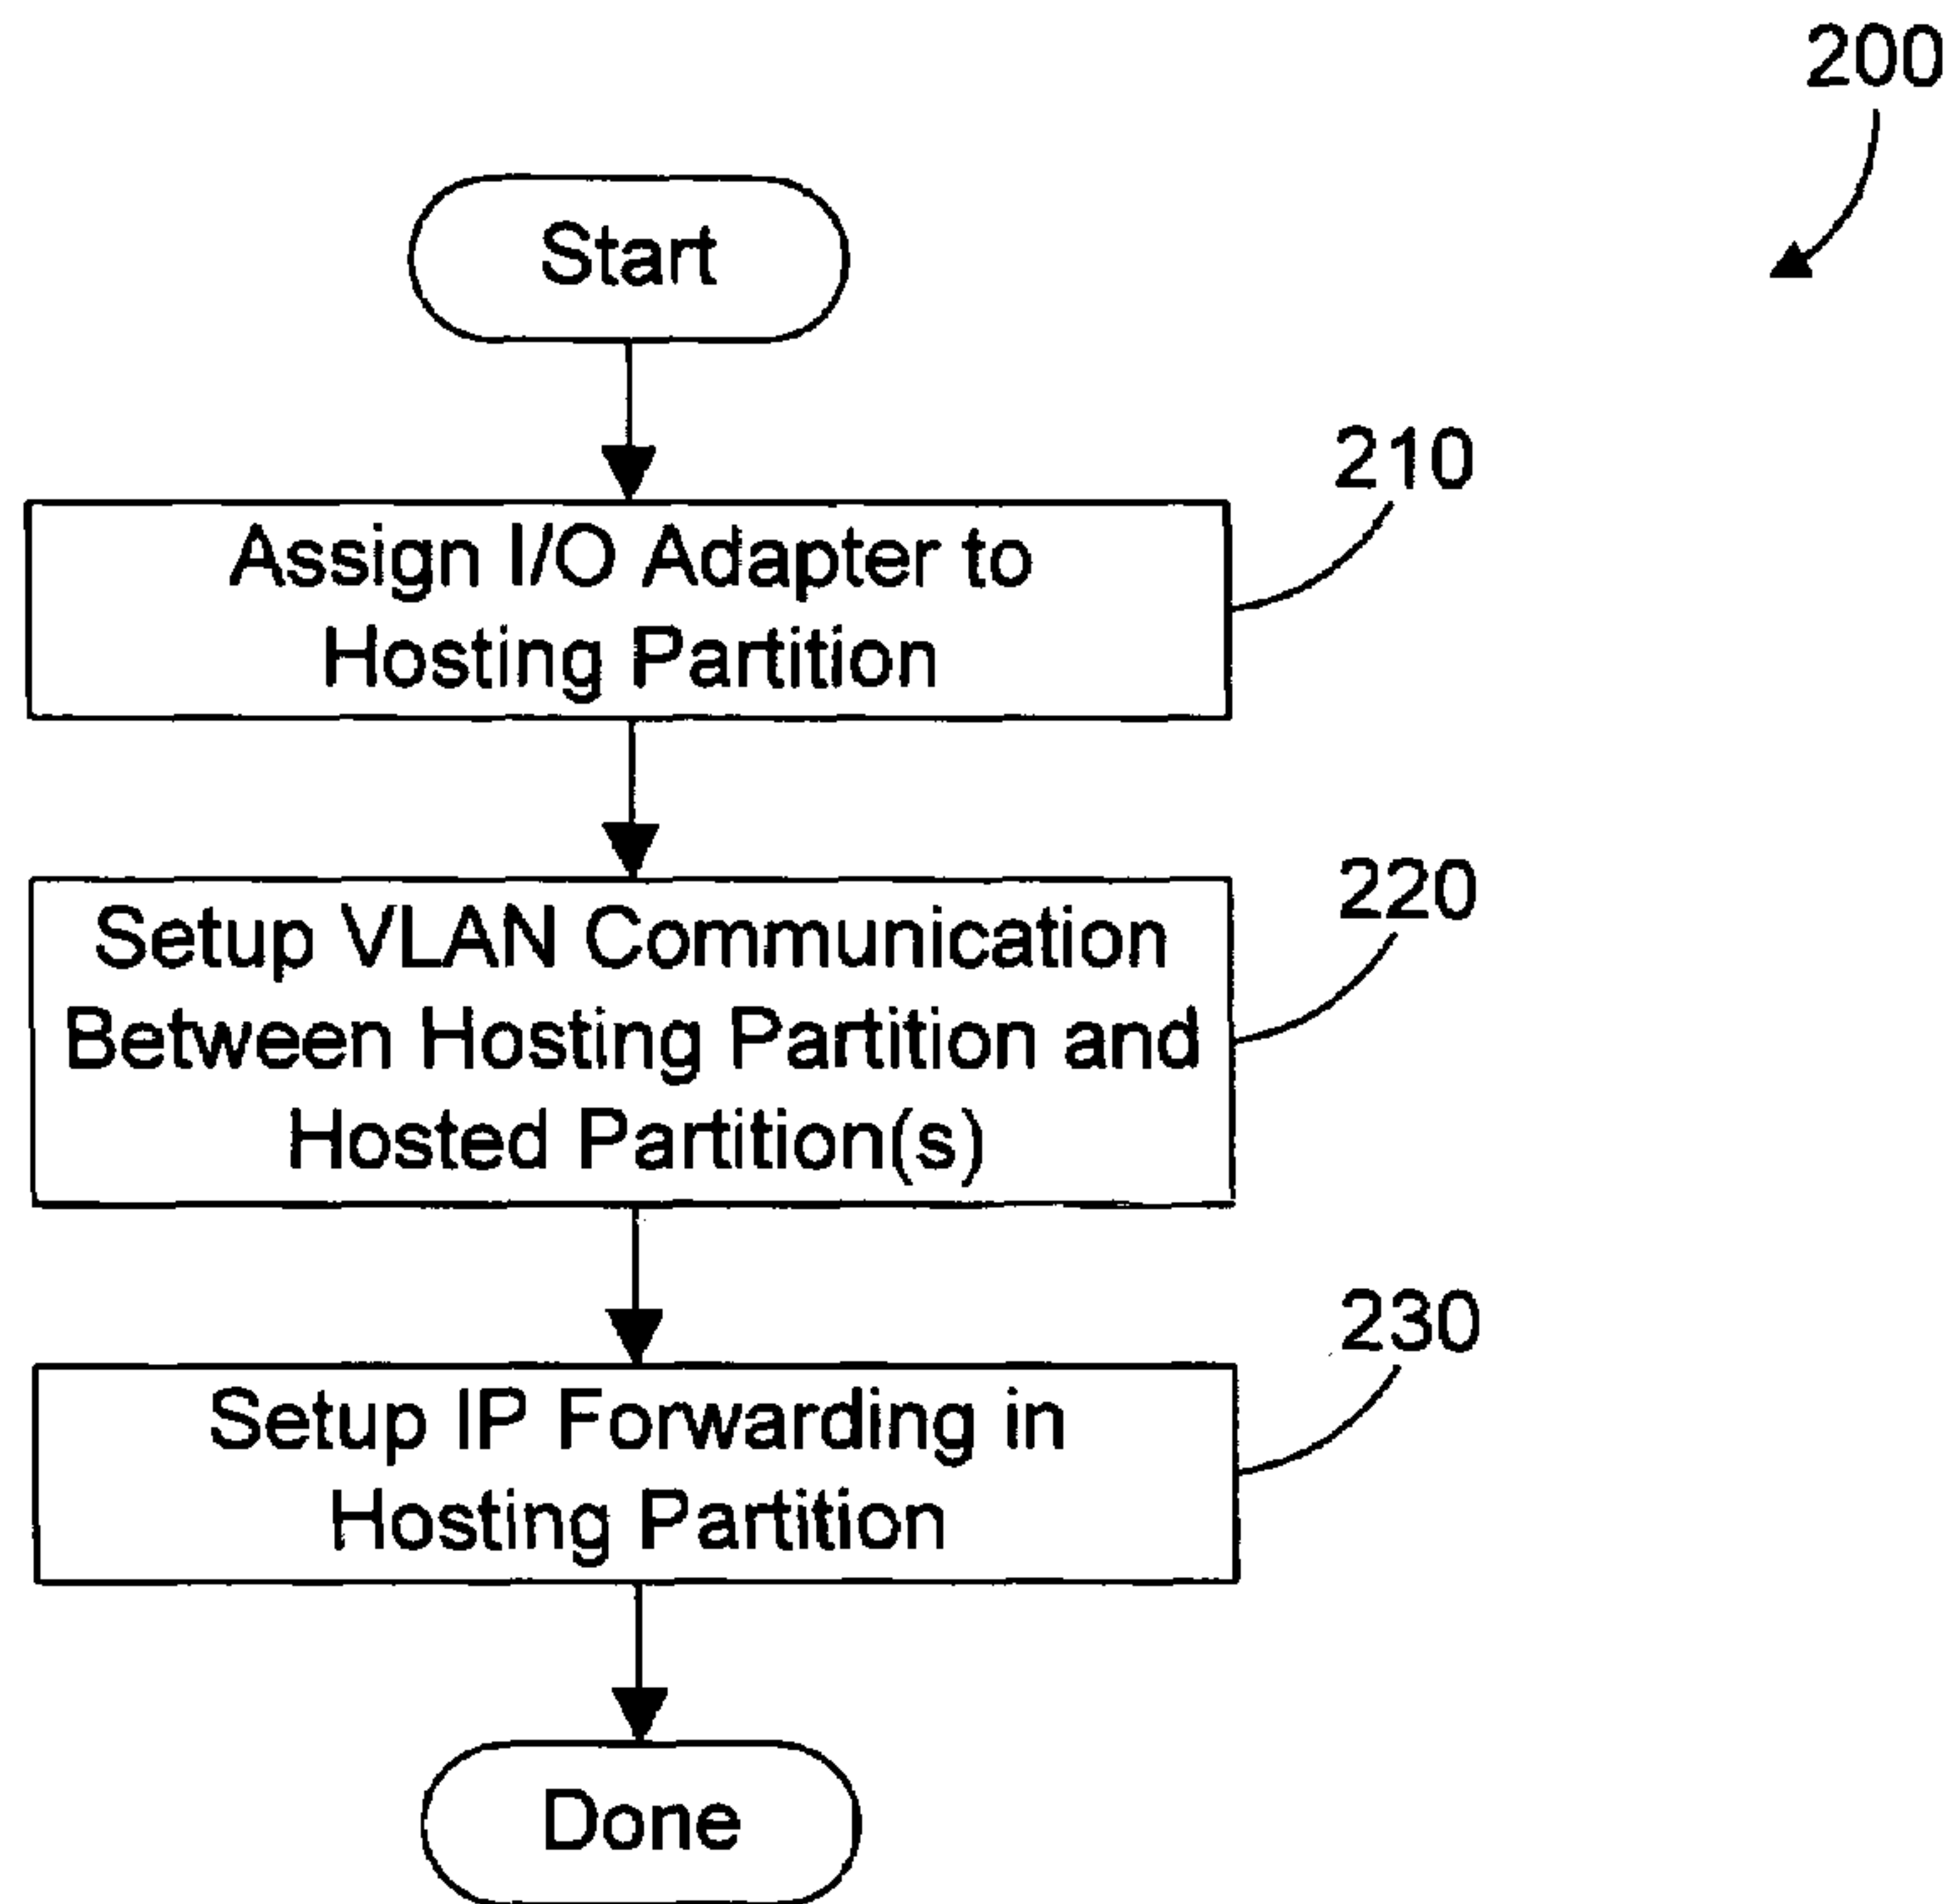 200
Start
210
Assign I/O Adapter to
Hosting Partition
220
Setup VLAN Communication
Between Hosting Partition and
Hosted Partition(s)
230
Setup IP Forwarding in
Hosting Partition
Done